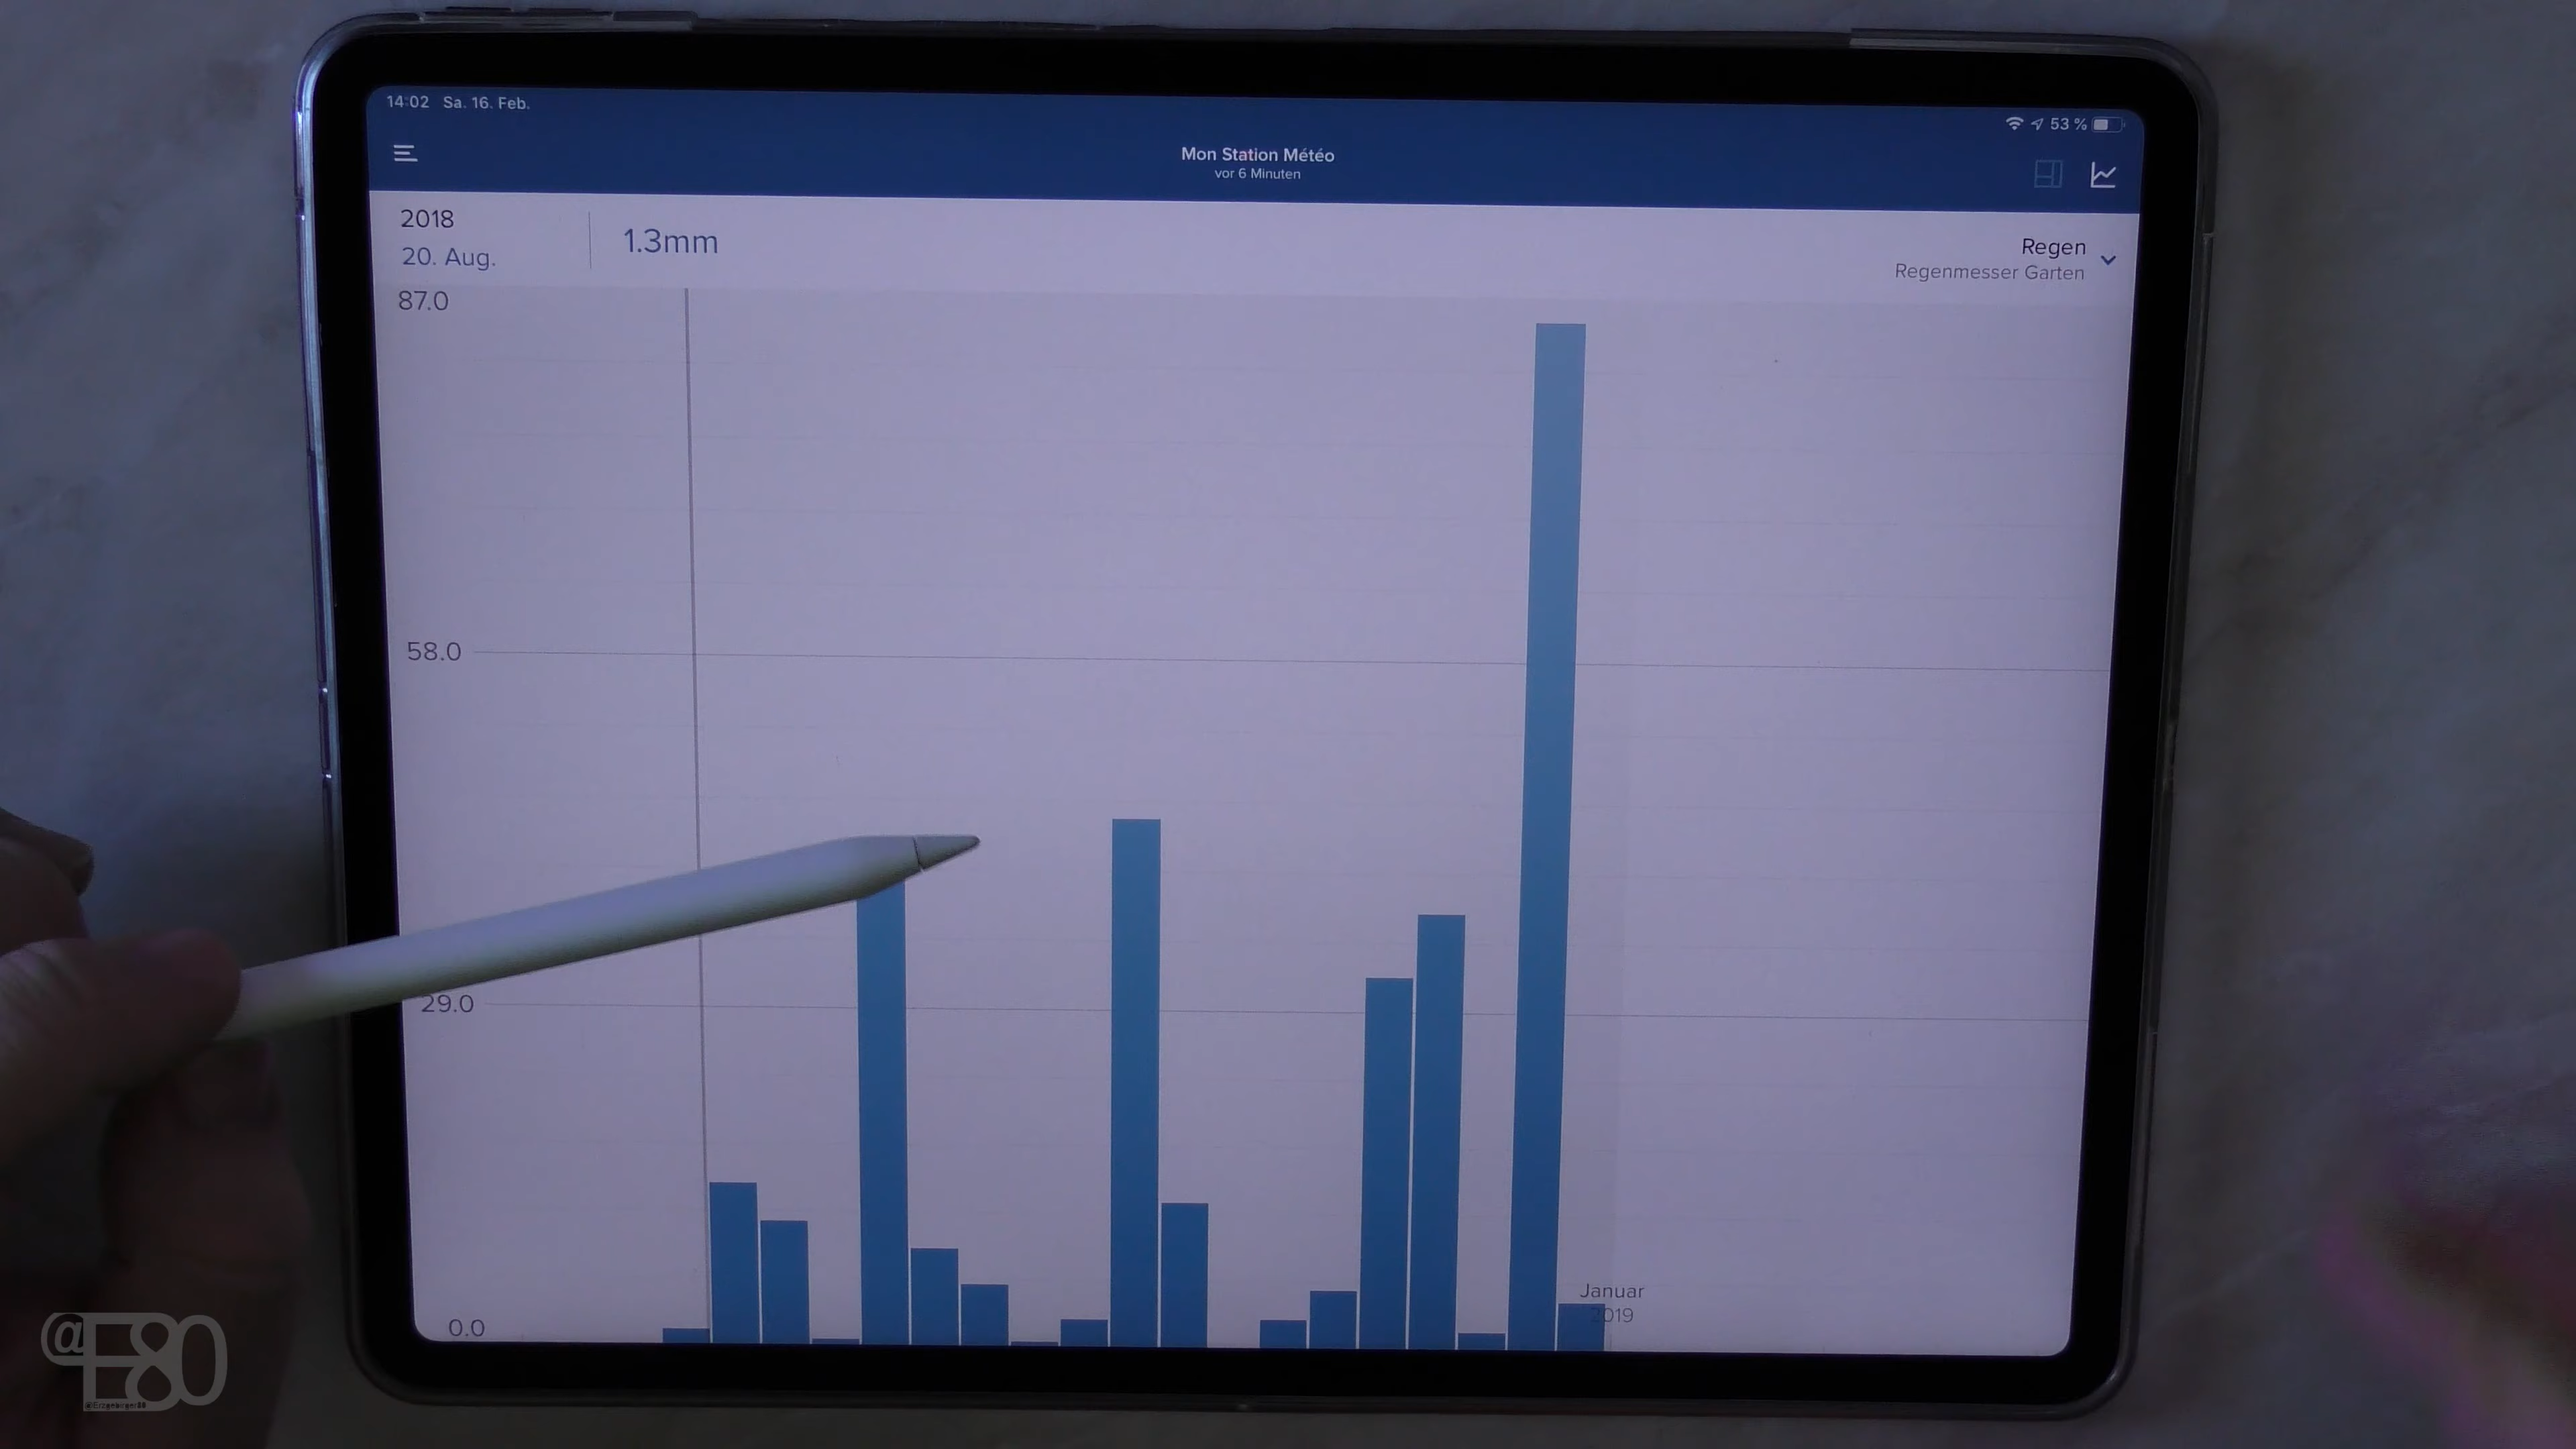 14:02 Sa. 16. Feb.
53 %
Mon Station Météo
vor 6 Minuten
2018
20. Aug.
1.3mm
Regen
Regenmesser Garten
87.0
58.0
29.0
0.0
Januar
2019
@E80